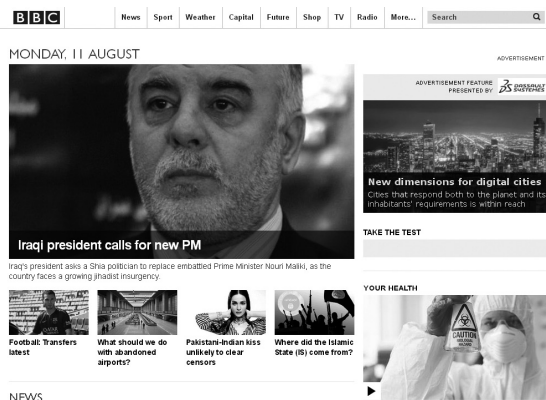 BBC
News Sport Weather Capital Future Shop TV Radio More... Search
MONDAY, 11 AUGUST
ADVERTISEMENT
ADVERTISEMENT FEATURE
PRESENTED BY
DASSAULT
SYSTEMES
New dimensions for digital cities
Cities that respond both to the planet and its
inhabitants' requirements is within reach
Iraqi president calls for new PM
Iraq's president asks a Shia politician to replace embattled Prime Minister Nouri Maliki, as the
country faces a growing jihadist insurgency.
TAKE THE TEST
YOUR HEALTH
CAUTION
Football: Transfers
latest
What should we do
with abandoned
airports?
Pakistani-Indian kiss
unlikely to clear
censors
Where did the Islamic
State (IS) come from?
NEWS